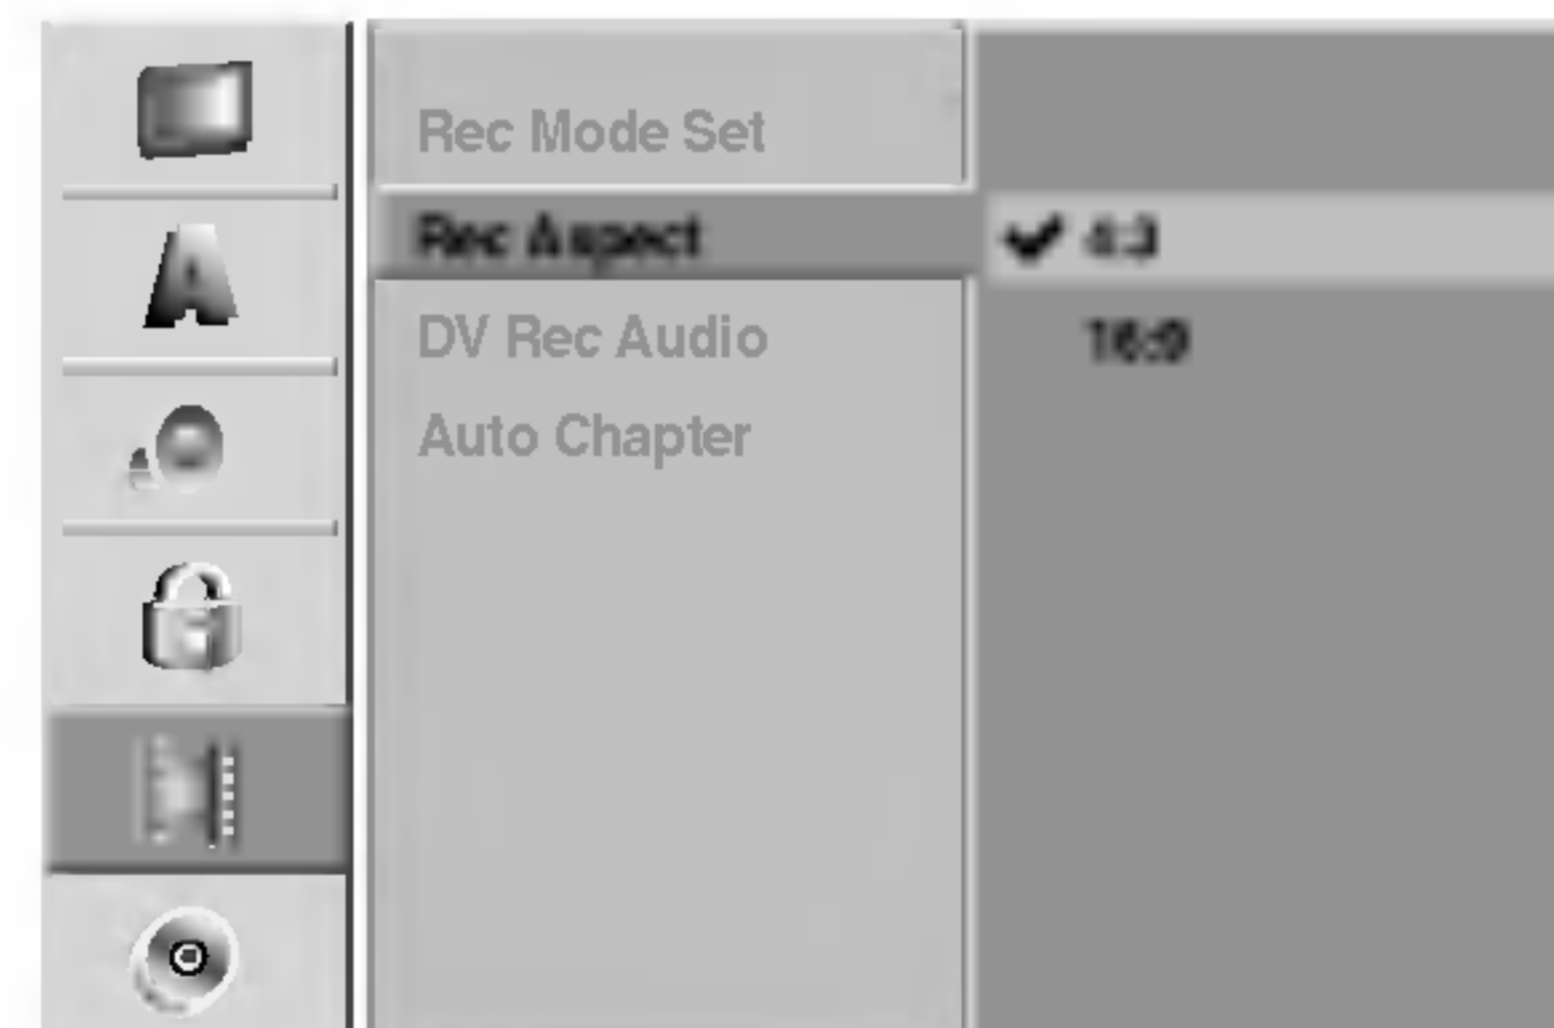 Rec Mode Set
Rec Aspect
✔ 4:3
16:9
DV Rec Audio
Auto Chapter